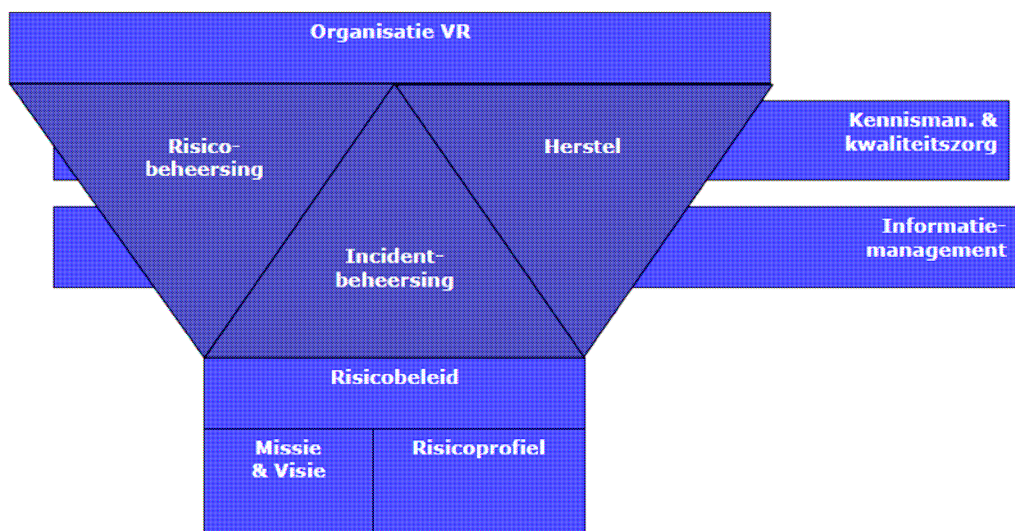 Organisatie VR
Risico-
beheersing
Herstel
Kennisman. &
kwaliteitszorg
Incident-
beheersing
Informatie-
management
Risicobeleid
Missie
& Visie
Risicoprofiel